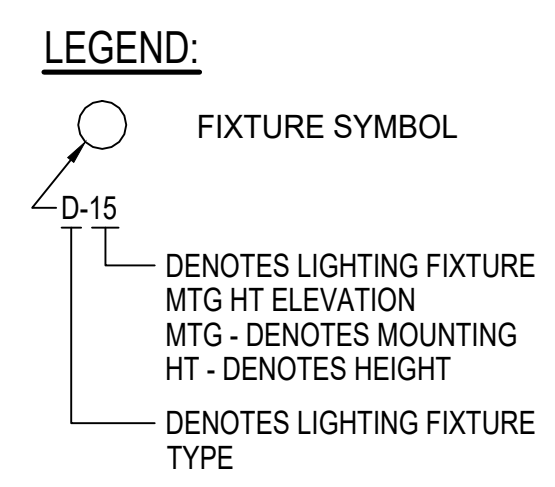 LEGEND:
FIXTURE SYMBOL
D-15
DENOTES LIGHTING FIXTURE
MTG HT ELEVATION
MTG - DENOTES MOUNTING
HT - DENOTES HEIGHT
DENOTES LIGHTING FIXTURE
TYPE